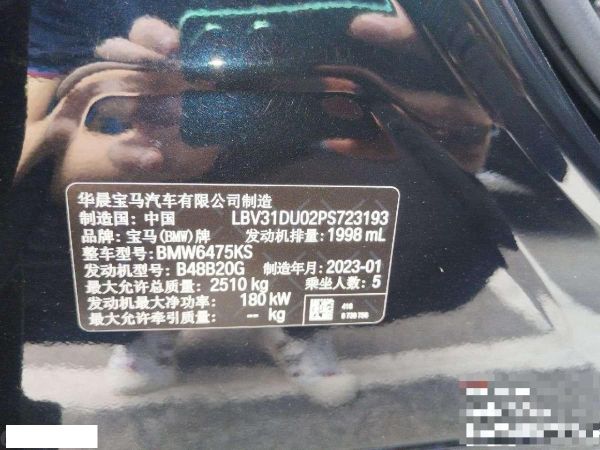 华晨宝马汽车有限公司制造
制造国: 中国 LBV31DU02PS723193
品牌: 宝马(BMW)牌 发动机排量: 1998 mL
整车型号: BMW6475KS
发动机型号: B48B20G 制造年月: 2023-01
最大允许总质量: 2510 kg 乘坐人数: 5
发动机最大净功率: 180 kW
最大允许牵引质量: -- kg